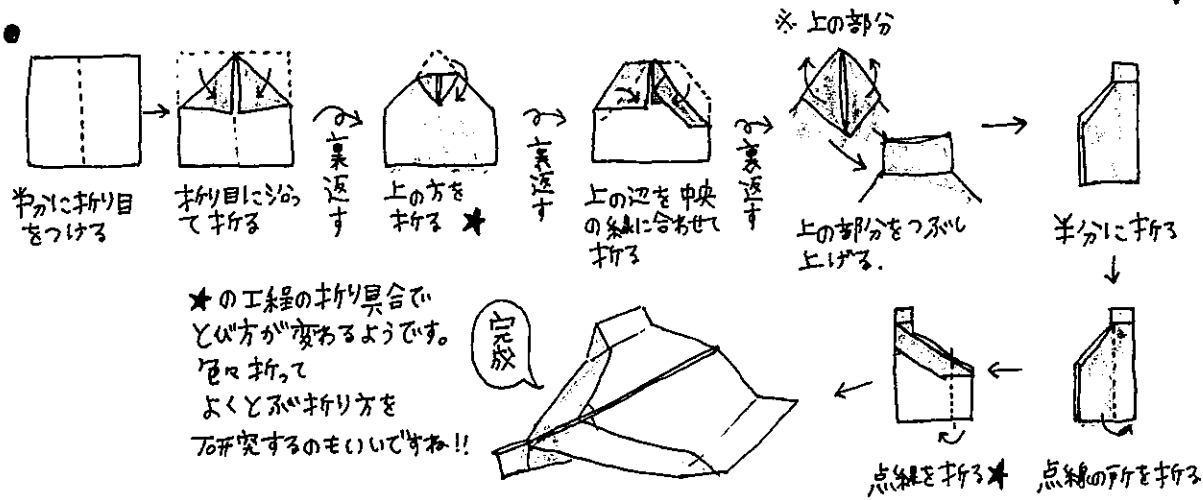 半分に折り目
をつける
折り目に沿っ
て折る
裏返す
上の方を
折る ★
裏返す
上の辺を中央
の線に合わせて
折る
裏返す
※ 上の部分
上の部分をつぶし
上げる.
半分に折る
点線の所を折る
点線を折る★
完成
★の工程の折り具合で
とび方が変わるようです。
色々折って
よくとぶ折り方を
研究するのもいいですね!!